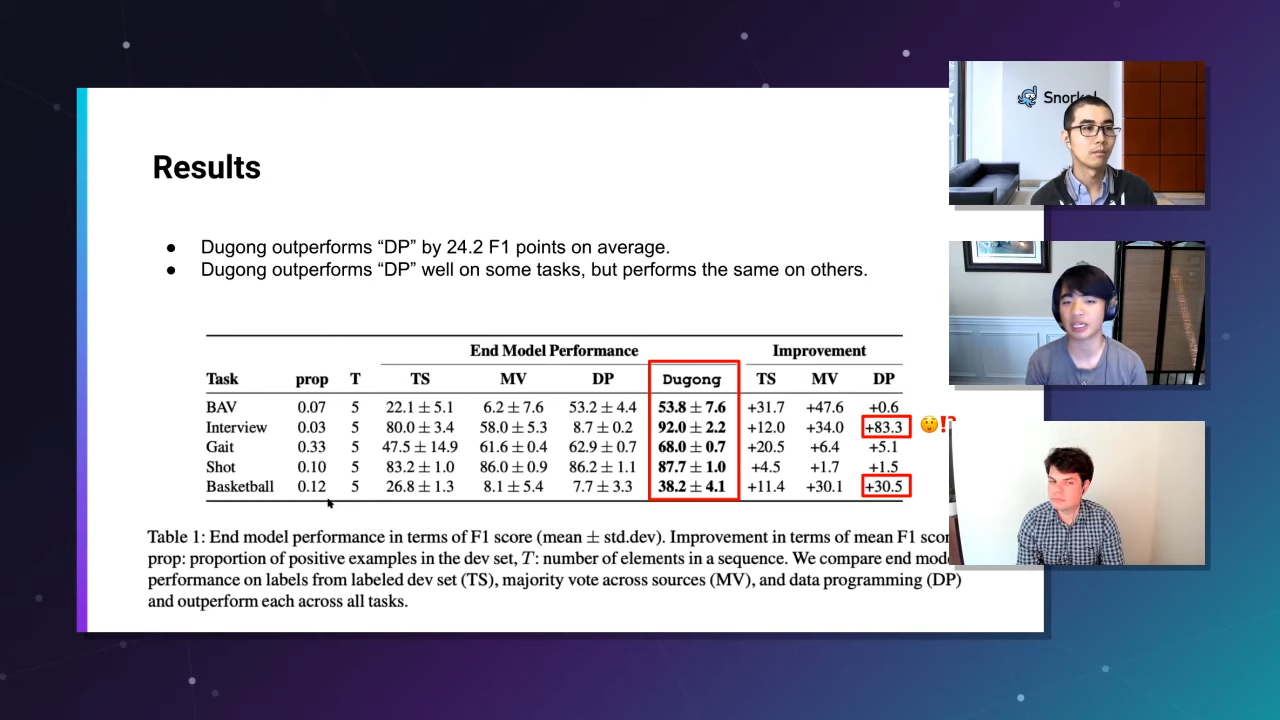 Results
● Dugong outperforms “DP” by 24.2 F1 points on average.
● Dugong outperforms “DP” well on some tasks, but performs the same on others.
End Model Performance Improvement
Task prop T TS MV DP Dugong TS MV DP
BAV 0.07 5 22.1 ± 5.1 6.2 ± 7.6 53.2 ± 4.4 53.8 ± 7.6 +31.7 +47.6 +0.6
Interview 0.03 5 80.0 ± 3.4 58.0 ± 5.3 8.7 ± 0.2 92.0 ± 2.2 +12.0 +34.0 +83.3 😲⁉
Gait 0.33 5 47.5 ± 14.9 61.6 ± 0.4 62.9 ± 0.7 68.0 ± 0.7 +20.5 +6.4 +5.1
Shot 0.10 5 83.2 ± 1.0 86.0 ± 0.9 86.2 ± 1.1 87.7 ± 1.0 +4.5 +1.7 +1.5
Basketball 0.12 5 26.8 ± 1.3 8.1 ± 5.4 7.7 ± 3.3 38.2 ± 4.1 +11.4 +30.1 +30.5
Table 1: End model performance in terms of F1 score (mean ± std.dev). Improvement in terms of mean F1
prop: proportion of positive examples in the dev set, T: number of elements in a sequence. We compare end
performance on labels from labeled dev set (TS), majority vote across sources (MV), and data programming (DP)
and outperform each across all tasks.
Snorkel